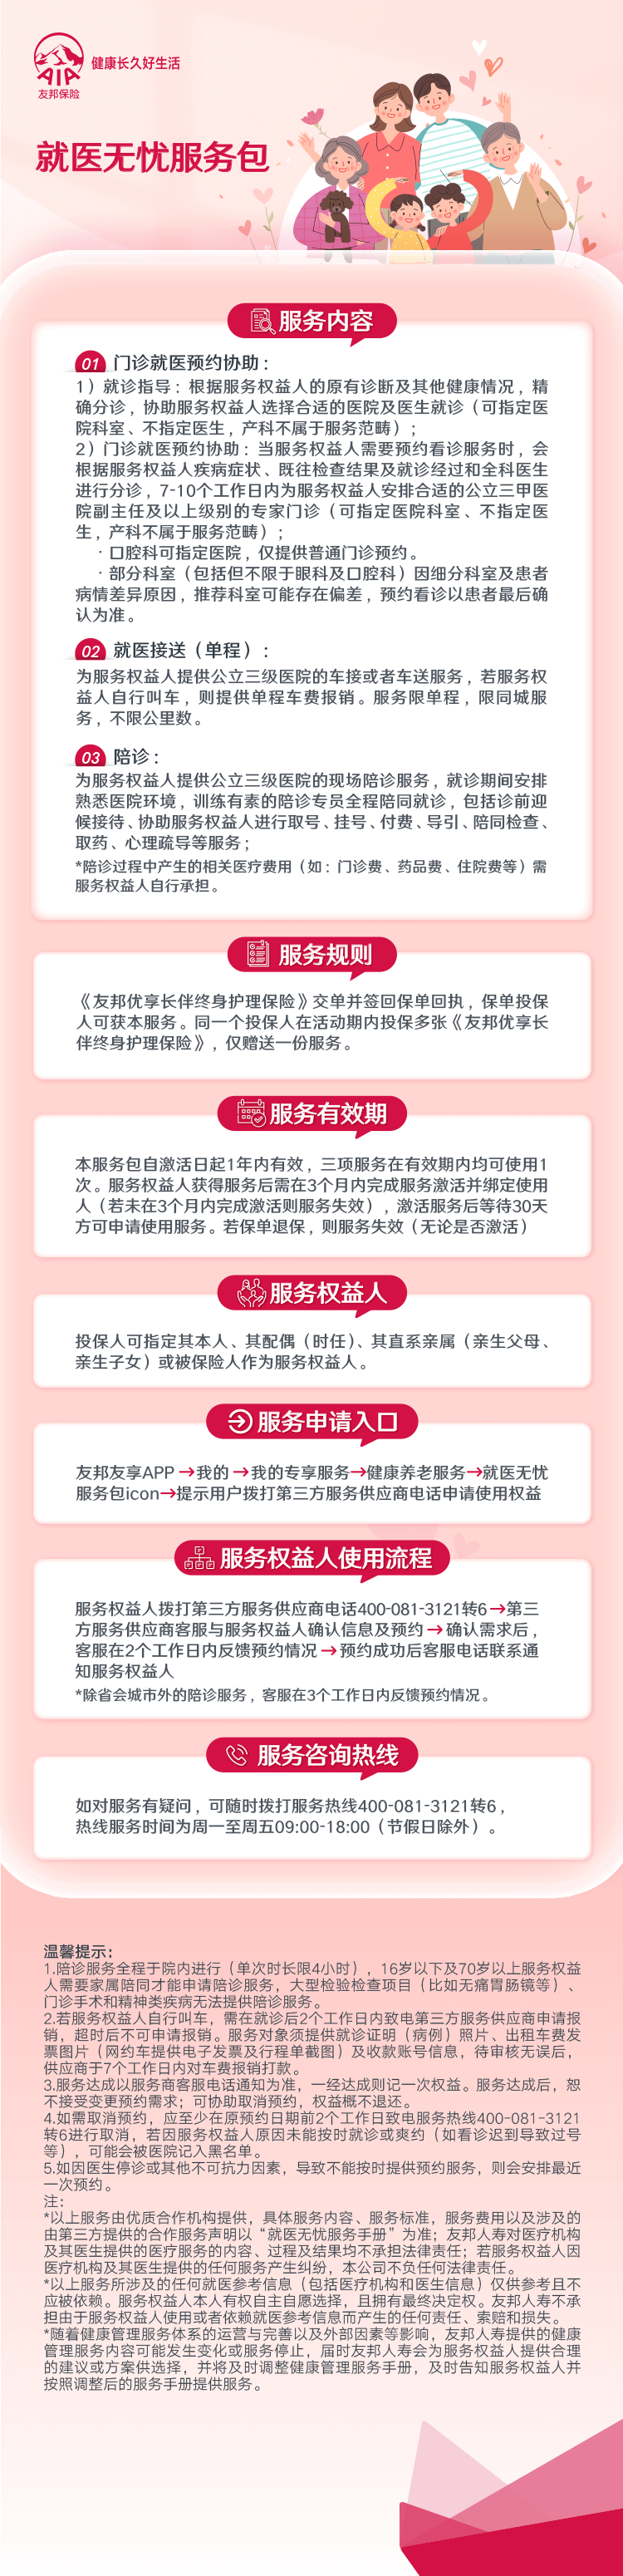 AIA
友邦保险
健康长久好生活
就医无忧服务包
服务内容
01 门诊就医预约协助：
1）就诊指导：根据服务权益人的原有诊断及其他健康情况，精
确分诊，协助服务权益人选择合适的医院及医生就诊（可指定医
院科室、不指定医生，产科不属于服务范畴）；
2）门诊就医预约协助：当服务权益人需要预约看诊服务时，会
根据服务权益人疾病症状、既往检查结果及就诊经过和全科医生
进行分诊，7-10个工作日内为服务权益人安排合适的公立三甲医
院副主任及以上级别的专家门诊（可指定医院科室、不指定医
生，产科不属于服务范畴）；
·口腔科可指定医院，仅提供普通门诊预约。
·部分科室（包括但不限于眼科及口腔科）因细分科室及患者
病情差异原因，推荐科室可能存在偏差，预约看诊以患者最后确
认为准。
02 就医接送（单程）：
为服务权益人提供公立三级医院的车接或者车送服务，若服务权
益人自行叫车，则提供单程车费报销。服务限单程，限同城服
务，不限公里数。
03 陪诊：
为服务权益人提供公立三级医院的现场陪诊服务，就诊期间安排
熟悉医院环境，训练有素的陪诊专员全程陪同就诊，包括诊前迎
候接待、协助服务权益人进行取号、挂号、付费、导引、陪同检查、
取药、心理疏导等服务；
*陪诊过程中产生的相关医疗费用（如：门诊费、药品费、住院费等）需
服务权益人自行承担。
服务规则
《友邦优享长伴终身护理保险》交单并签回保单回执，保单投保
人可获本服务。同一个投保人在活动期内投保多张《友邦优享长
伴终身护理保险》，仅赠送一份服务。
服务有效期
本服务包自激活日起1年内有效，三项服务在有效期内均可使用1
次。服务权益人获得服务后需在3个月内完成服务激活并绑定使用
人（若未在3个月内完成激活则服务失效），激活服务后等待30天
方可申请使用服务。若保单退保，则服务失效（无论是否激活）
服务权益人
投保人可指定其本人、其配偶（时任）、其直系亲属（亲生父母、
亲生子女）或被保险人作为服务权益人。
服务申请入口
友邦友享APP→我的→我的专享服务→健康养老服务→就医无忧
服务包icon→提示用户拨打第三方服务供应商电话申请使用权益
服务权益人使用流程
服务权益人拨打第三方服务供应商电话400-081-3121转6→第三
方服务供应商客服与服务权益人确认信息及预约→确认需求后，
客服在2个工作日内反馈预约情况→预约成功后客服电话联系通
知服务权益人
*除省会城市外的陪诊服务，客服在3个工作日内反馈预约情况。
服务咨询热线
如对服务有疑问，可随时拨打服务热线400-081-3121转6，
热线服务时间为周一至周五09:00-18:00（节假日除外）。
温馨提示：
1.陪诊服务全程于院内进行（单次时长限4小时），16岁以下及70岁以上服务权益
人需要家属陪同才能申请陪诊服务，大型检验检查项目（比如无痛胃肠镜等）、
门诊手术和精神类疾病无法提供陪诊服务。
2.若服务权益人自行叫车，需在就诊后2个工作日内致电第三方服务供应商申请报
销，超时后不可申请报销。服务对象须提供就诊证明（病例）照片、出租车费发
票图片（网约车提供电子发票及行程单截图）及收款账号信息，待审核无误后，
供应商于7个工作日内对车费报销打款。
3.服务达成以服务商客服电话通知为准，一经达成则记一次权益。服务达成后，恕
不接受变更预约需求；可协助取消预约，权益概不退还。
4.如需取消预约，应至少在原预约日期前2个工作日致电服务热线400-081-3121
转6进行取消，若因服务权益人原因未能按时就诊或爽约（如看诊迟到导致过号
等），可能会被医院记入黑名单。
5.如因医生停诊或其他不可抗力因素，导致不能按时提供预约服务，则会安排最近
一次预约。
注：
*以上服务由优质合作机构提供，具体服务内容、服务标准，服务费用以及涉及的
由第三方提供的合作服务声明以“就医无忧服务手册”为准；友邦人寿对医疗机构
及其医生提供的医疗服务的内容、过程及结果均不承担法律责任；若服务权益人因
医疗机构及其医生提供的任何服务产生纠纷，本公司不负任何法律责任。
*以上服务所涉及的任何就医参考信息（包括医疗机构和医生信息）仅供参考且不
应被依赖。服务权益人本人有权自主自愿选择，且拥有最终决定权。友邦人寿不承
担由于服务权益人使用或者依赖就医参考信息而产生的任何责任、索赔和损失。
*随着健康管理服务体系的运营与完善以及外部因素等影响，友邦人寿提供的健康
管理服务内容可能发生变化或服务停止，届时友邦人寿会为服务权益人提供合理
的建议或方案供选择，并将及时调整健康管理服务手册，及时告知服务权益人并
按照调整后的服务手册提供服务。